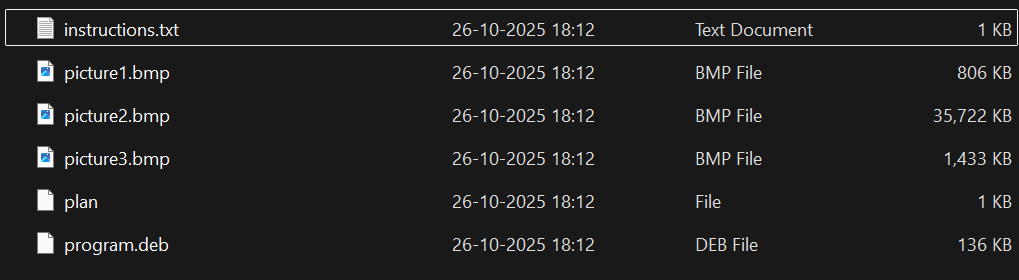 instructions.txt 26-10-2025 18:12 Text Document 1 KB
picture1.bmp 26-10-2025 18:12 BMP File 806 KB
picture2.bmp 26-10-2025 18:12 BMP File 35,722 KB
picture3.bmp 26-10-2025 18:12 BMP File 1,433 KB
plan 26-10-2025 18:12 File 1 KB
program.deb 26-10-2025 18:12 DEB File 136 KB